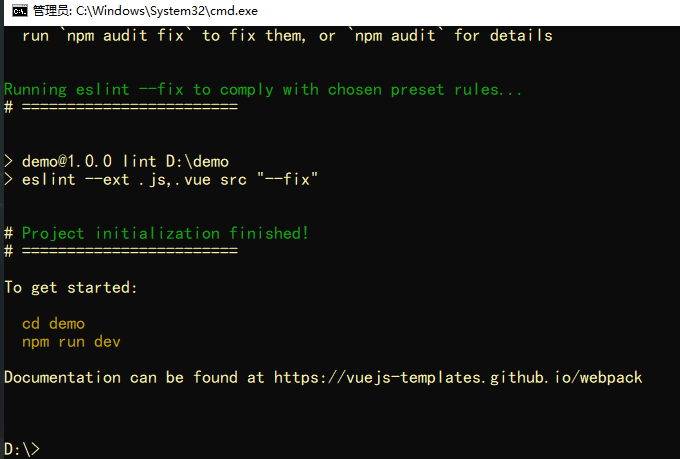 管理员: C:\Windows\System32\cmd.exe
run `npm audit fix` to fix them, or `npm audit` for details
Running eslint --fix to comply with chosen preset rules...
# ========================
> demo@1.0.0 lint D:\demo
> eslint --ext .js,.vue src "--fix"
# Project initialization finished!
# ========================
To get started:
cd demo
npm run dev
Documentation can be found at https://vuejs-templates.github.io/webpack
D:\>